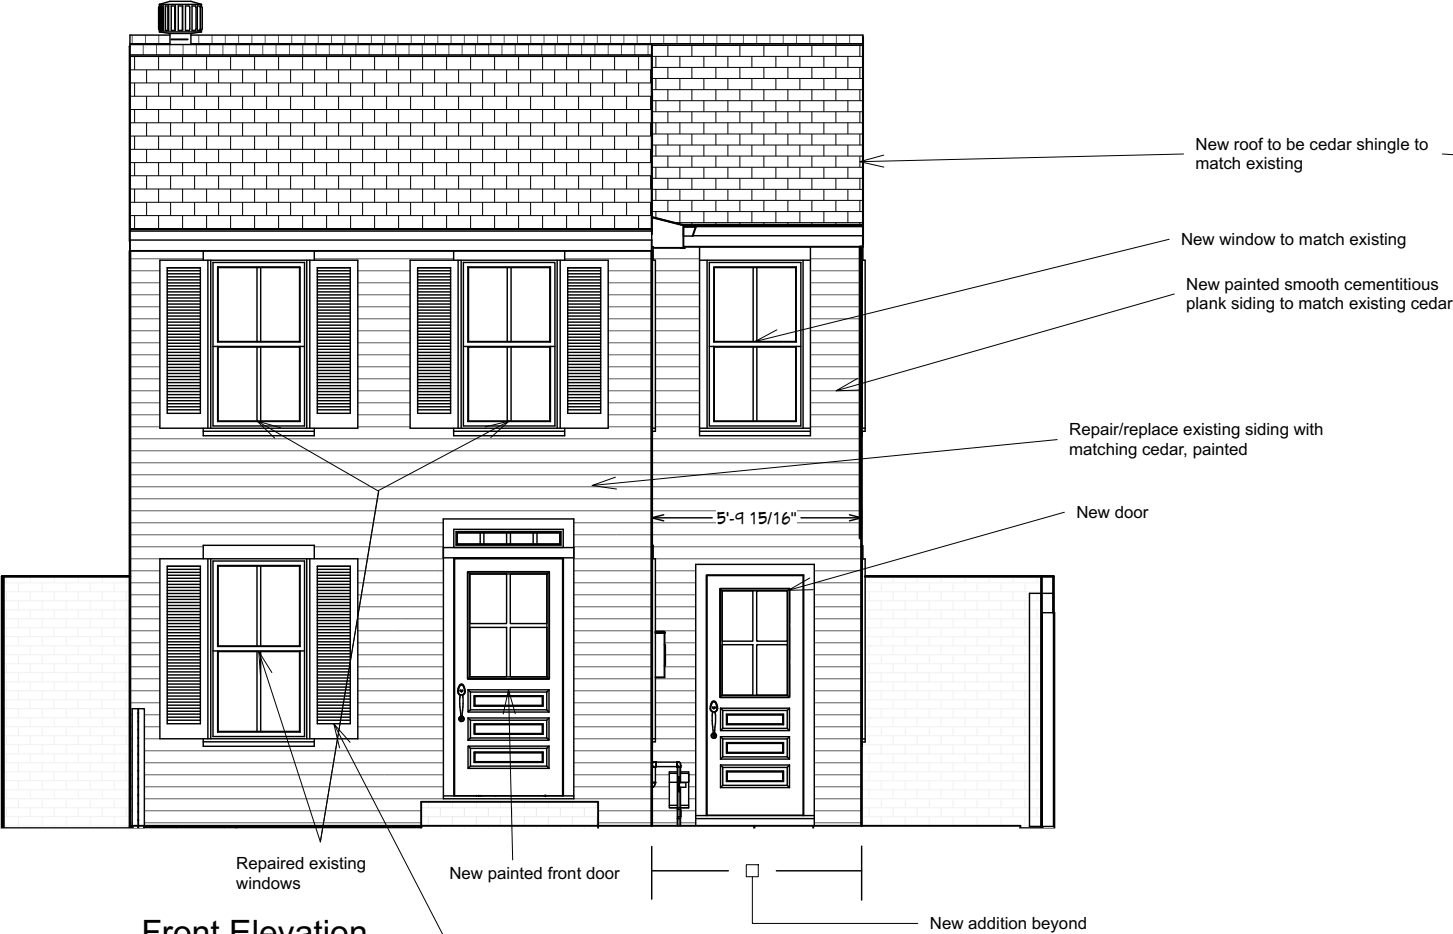 New roof to be cedar shingle to
match existing
New window to match existing
New painted smooth cementitious
plank siding to match existing cedar
Repair/replace existing siding with
matching cedar, painted
5'-9 15/16"
New door
Repaired existing
windows
New painted front door
New addition beyond
Front Elevation